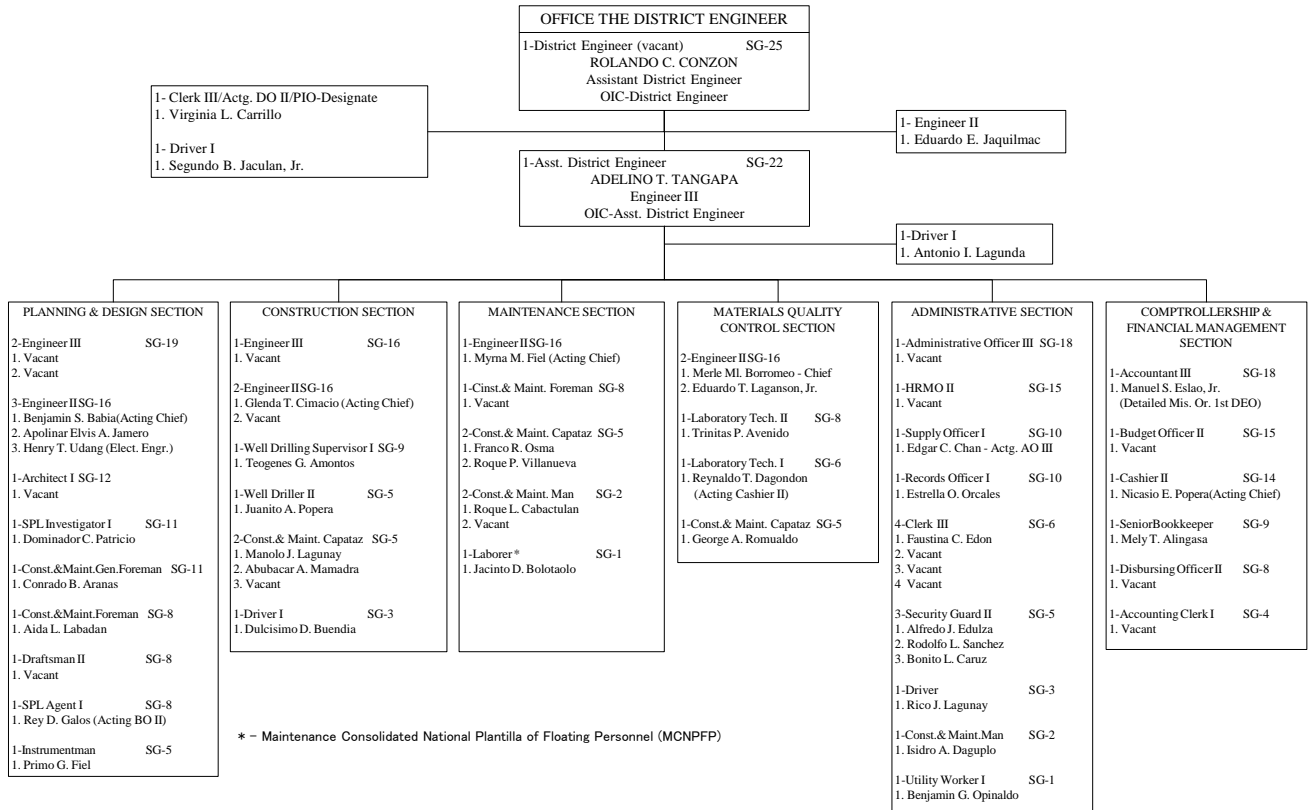 OFFICE THE DISTRICT ENGINEER
1-District Engineer (vacant) SG-25
ROLANDO C. CONZON
Assistant District Engineer
OIC-District Engineer
1- Clerk III/Actg. DO II/PIO-Designate
1. Virginia L. Carrillo
1- Driver I
1. Segundo B. Jaculan, Jr.
1- Engineer II
1. Eduardo E. Jaquilmac
1-Asst. District Engineer SG-22
ADELINO T. TANGAPA
Engineer III
OIC-Asst. District Engineer
1-Driver I
1. Antonio I. Lagunda
PLANNING & DESIGN SECTION
2-Engineer III SG-19
1. Vacant
2. Vacant
3-Engineer II SG-16
1. Benjamin S. Babia(Acting Chief)
2. Apolinar Elvis A. Jamero
3. Henry T. Udang (Elect. Engr.)
1-Architect I SG-12
1. Vacant
1-SPL Investigator I SG-11
1. Dominador C. Patricio
1-Const.&Maint.Gen.Foreman SG-11
1. Conrado B. Aranas
1-Const.&Maint.Foreman SG-8
1. Aida L. Labadan
1-Draftsman II SG-8
1. Vacant
1-SPL Agent I SG-8
1. Rey D. Galos (Acting BO II)
1-Instrumentman SG-5
1. Primo G. Fiel
CONSTRUCTION SECTION
1-Engineer III SG-16
1. Vacant
2-Engineer II SG-16
1. Glenda T. Cimacio (Acting Chief)
2. Vacant
1-Well Drilling Supervisor I SG-9
1. Teogenes G. Amontos
1-Well Driller II SG-5
1. Juanito A. Popera
2-Const.& Maint. Capataz SG-5
1. Manolo J. Lagunay
2. Abubacar A. Mamadra
3. Vacant
1-Driver I SG-3
1. Dulcisimo D. Buendia
MAINTENANCE SECTION
1-Engineer II SG-16
1. Myrna M. Fiel (Acting Chief)
1-Cinst.& Maint. Foreman SG-8
1. Vacant
2-Const.& Maint. Capataz SG-5
1. Franco R. Osma
2. Roque P. Villanueva
2-Const.& Maint. Man SG-2
1. Roque L. Cabactulan
2. Vacant
1-Laborer * SG-1
1. Jacinto D. Bolotaolo
MATERIALS QUALITY
CONTROL SECTION
2-Engineer II SG-16
1. Merle Ml. Borromeo - Chief
2. Eduardo T. Laganson, Jr.
1-Laboratory Tech. II SG-8
1. Trinitas P. Avenido
1-Laboratory Tech. I SG-6
1. Reynaldo T. Dagondon
(Acting Cashier II)
1-Const.& Maint. Capataz SG-5
1. George A. Romualdo
ADMINISTRATIVE SECTION
1-Administrative Officer III SG-18
1. Vacant
1-HRMO II SG-15
1. Vacant
1-Supply Officer I SG-10
1. Edgar C. Chan - Actg. AO III
1-Records Officer I SG-10
1. Estrella O. Orcales
4-Clerk III SG-6
1. Faustina C. Edon
2. Vacant
3. Vacant
4 Vacant
3-Security Guard II SG-5
1. Alfredo J. Edulza
2. Rodolfo L. Sanchez
3. Bonito L. Caruz
1-Driver SG-3
1. Rico J. Lagunay
1-Const.& Maint.Man SG-2
1. Isidro A. Daguplo
1-Utility Worker I SG-1
1. Benjamin G. Opinaldo
COMPTROLLERSHIP &
FINANCIAL MANAGEMENT
SECTION
1-Accountant III SG-18
1. Manuel S. Eslao, Jr.
(Detailed Mis. Or. 1st DEO)
1-Budget Officer II SG-15
1. Vacant
1-Cashier II SG-14
1. Nicasio E. Popera(Acting Chief)
1-SeniorBookkeeper SG-9
1. Mely T. Alingasa
1-Disbursing Officer II SG-8
1. Vacant
1-Accounting Clerk I SG-4
1. Vacant
* - Maintenance Consolidated National Plantilla of Floating Personnel (MCNPFP)